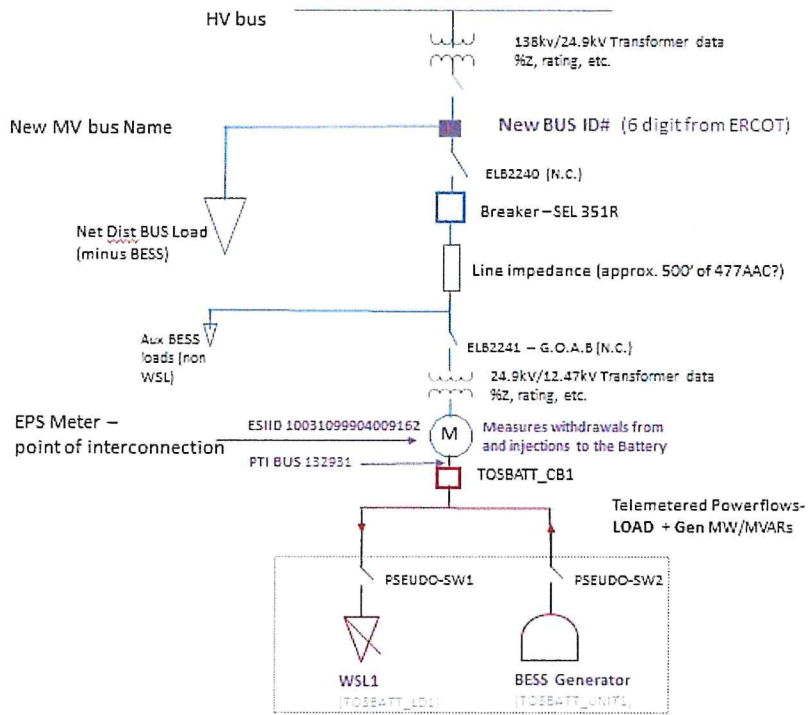 HV bus
138kv/24.9kV Transformer data
%Z, rating, etc.
New MV bus Name
New BUS ID# (6 digit from ERCOT)
ELB2240 (N.C.)
Breaker – SEL 351R
Net Dist BUS Load
(minus BESS)
Line impedance (approx. 500' of 477AAC?)
Aux BESS
loads (non
WSL)
ELB2241 – G.O.A.B (N.C.)
24.9kV/12.47kV Transformer data
%Z, rating, etc.
EPS Meter –
point of interconnection
ESIID 10031099904009162
M
Measures withdrawals from
and injections to the Battery
PTI BUS 132931
TOSBATT_CB1
Telemetered Powerflows-
LOAD + Gen MW/MVARs
PSEUDO-SW1
PSEUDO-SW2
WSL1
(TOSBATT_LD1)
BESS Generator
(TOSBATT_UNIT1)